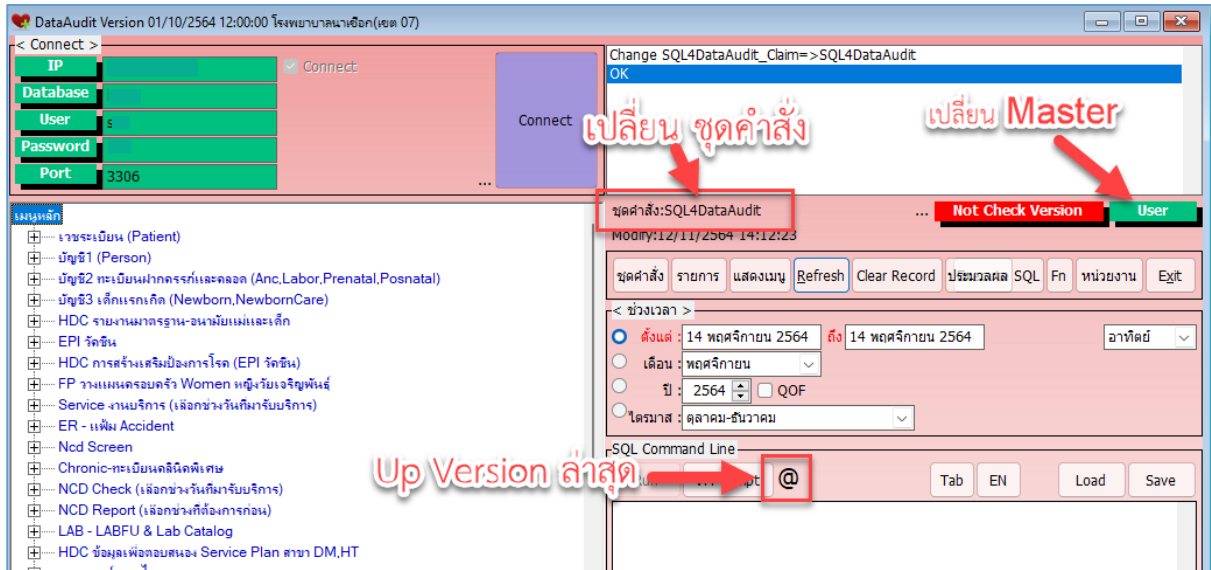 DataAudit Version 01/10/2564 12:00:00 โรงพยาบาลนาเชือก(เขต 07)
< Connect >
IP
Connect
Database
User s
Password
Port 3306
...
Connect
Change SQL4DataAudit_Claim=>SQL4DataAudit
OK
เปลี่ยน ชุดคำสั่ง
เปลี่ยน Master
ชุดคำสั่ง:SQL4DataAudit ... Not Check Version User
Modify:12/11/2564 14:12:23
ชุดคำสั่ง รายการ แสดงเมนู Refresh Clear Record ประมวลผล SQL Fn หน่วยงาน Exit
< ช่วงเวลา >
ตั้งแต่ : 14 พฤศจิกายน 2564 ถึง 14 พฤศจิกายน 2564 อาทิตย์
เดือน : พฤศจิกายน
ปี : 2564 QOF
ไตรมาส : ตุลาคม-ธันวาคม
SQL Command Line
Up Version ล่าสุด
@ Tab EN Load Save
เมนูหลัก
เวชระเบียน (Patient)
บัญชี1 (Person)
บัญชี2 ทะเบียนฝากครรภ์และคลอด (Anc,Labor,Prenatal,Posnatal)
บัญชี3 เด็กแรกเกิด (Newborn,NewbornCare)
HDC รายงานมาตรฐาน-อนามัยแม่และเด็ก
EPI วัคซีน
HDC การสร้างเสริมป้องการโรค (EPI วัคซีน)
FP วางแผนครอบครัว Women หญิงวัยเจริญพันธุ์
Service งานบริการ (เลือกช่วงวันที่มารับบริการ)
ER - แฟ้ม Accident
Ncd Screen
Chronic-ทะเบียนคลินิคพิเศษ
NCD Check (เลือกช่วงวันที่มารับบริการ)
NCD Report (เลือกช่วงที่ต้องการก่อน)
LAB - LABFU & Lab Catalog
HDC ข้อมูลเพื่อตอบสนอง Service Plan สาขา DM,HT